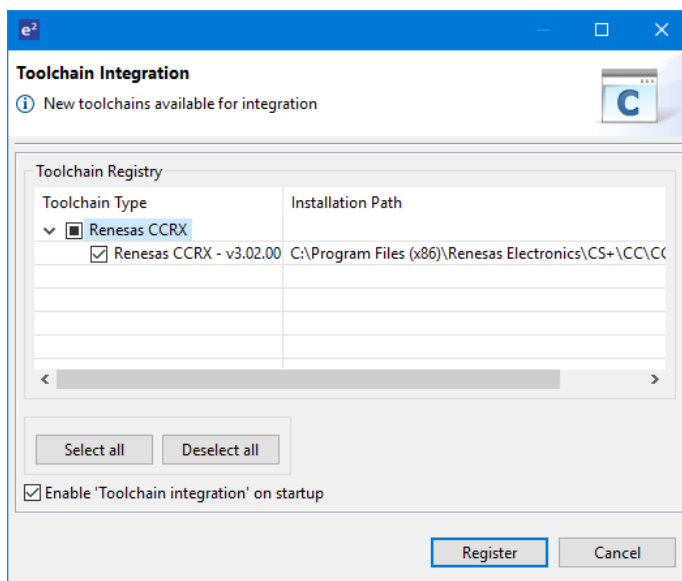 e²
Toolchain Integration
New toolchains available for integration
C
Toolchain Registry
Toolchain Type Installation Path
Renesas CCRX
Renesas CCRX - v3.02.00 C:\Program Files (x86)\Renesas Electronics\CS+\CC\CC
Select all Deselect all
Enable 'Toolchain integration' on startup
Register Cancel